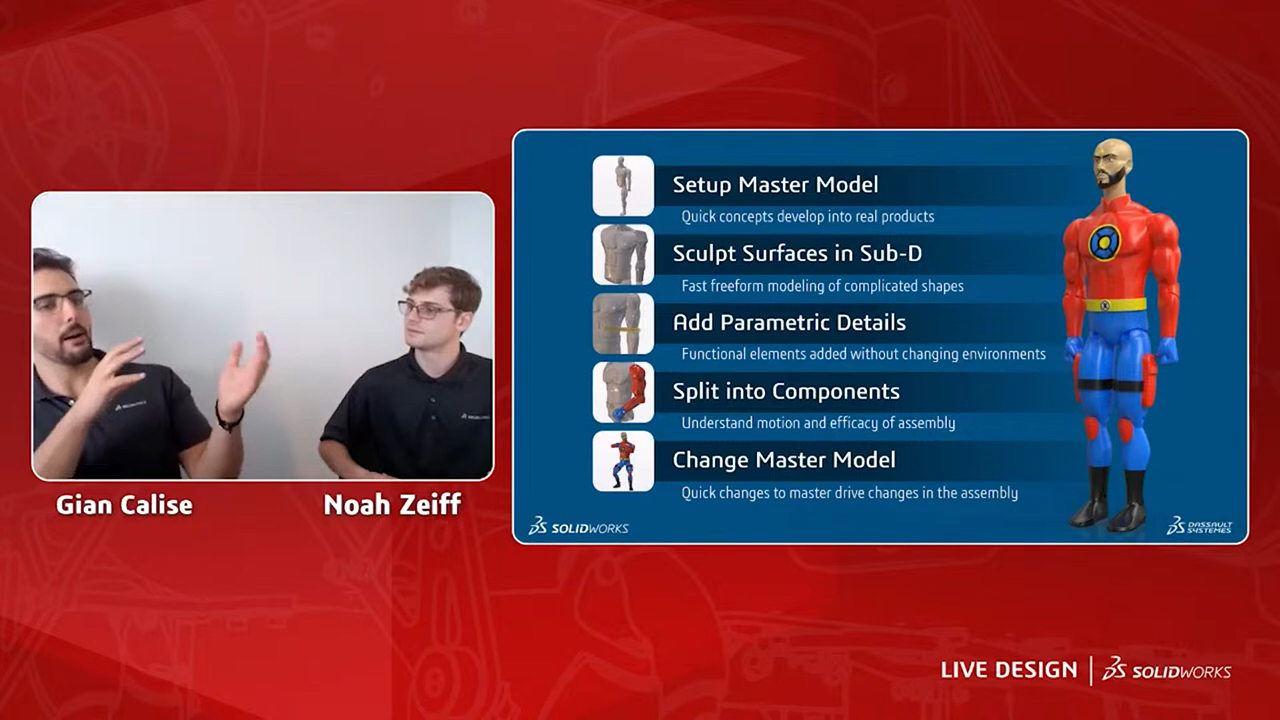 Setup Master Model
Quick concepts develop into real products
Sculpt Surfaces in Sub-D
Fast freeform modeling of complicated shapes
Add Parametric Details
Functional elements added without changing environments
Split into Components
Understand motion and efficacy of assembly
Change Master Model
Quick changes to master drive changes in the assembly
SOLIDWORKS
DASSAULT
SYSTEMES
Gian Calise
Noah Zeiff
LIVE DESIGN | SOLIDWORKS